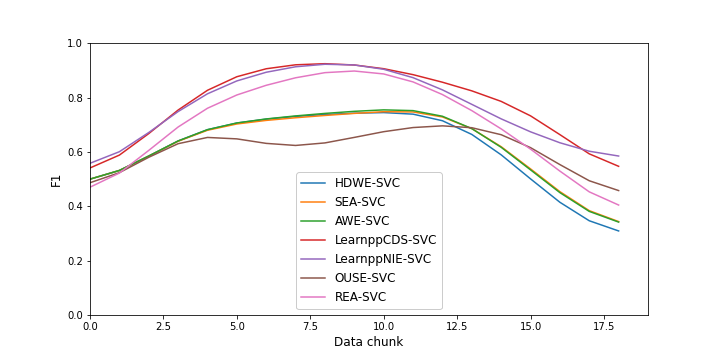 1.0
0.8
0.6
0.4
0.2
0.0
F1
HDWE-SVC
SEA-SVC
AWE-SVC
LearnppCDS-SVC
LearnppNIE-SVC
OUSE-SVC
REA-SVC
0.0 2.5 5.0 7.5 10.0 12.5 15.0 17.5
Data chunk